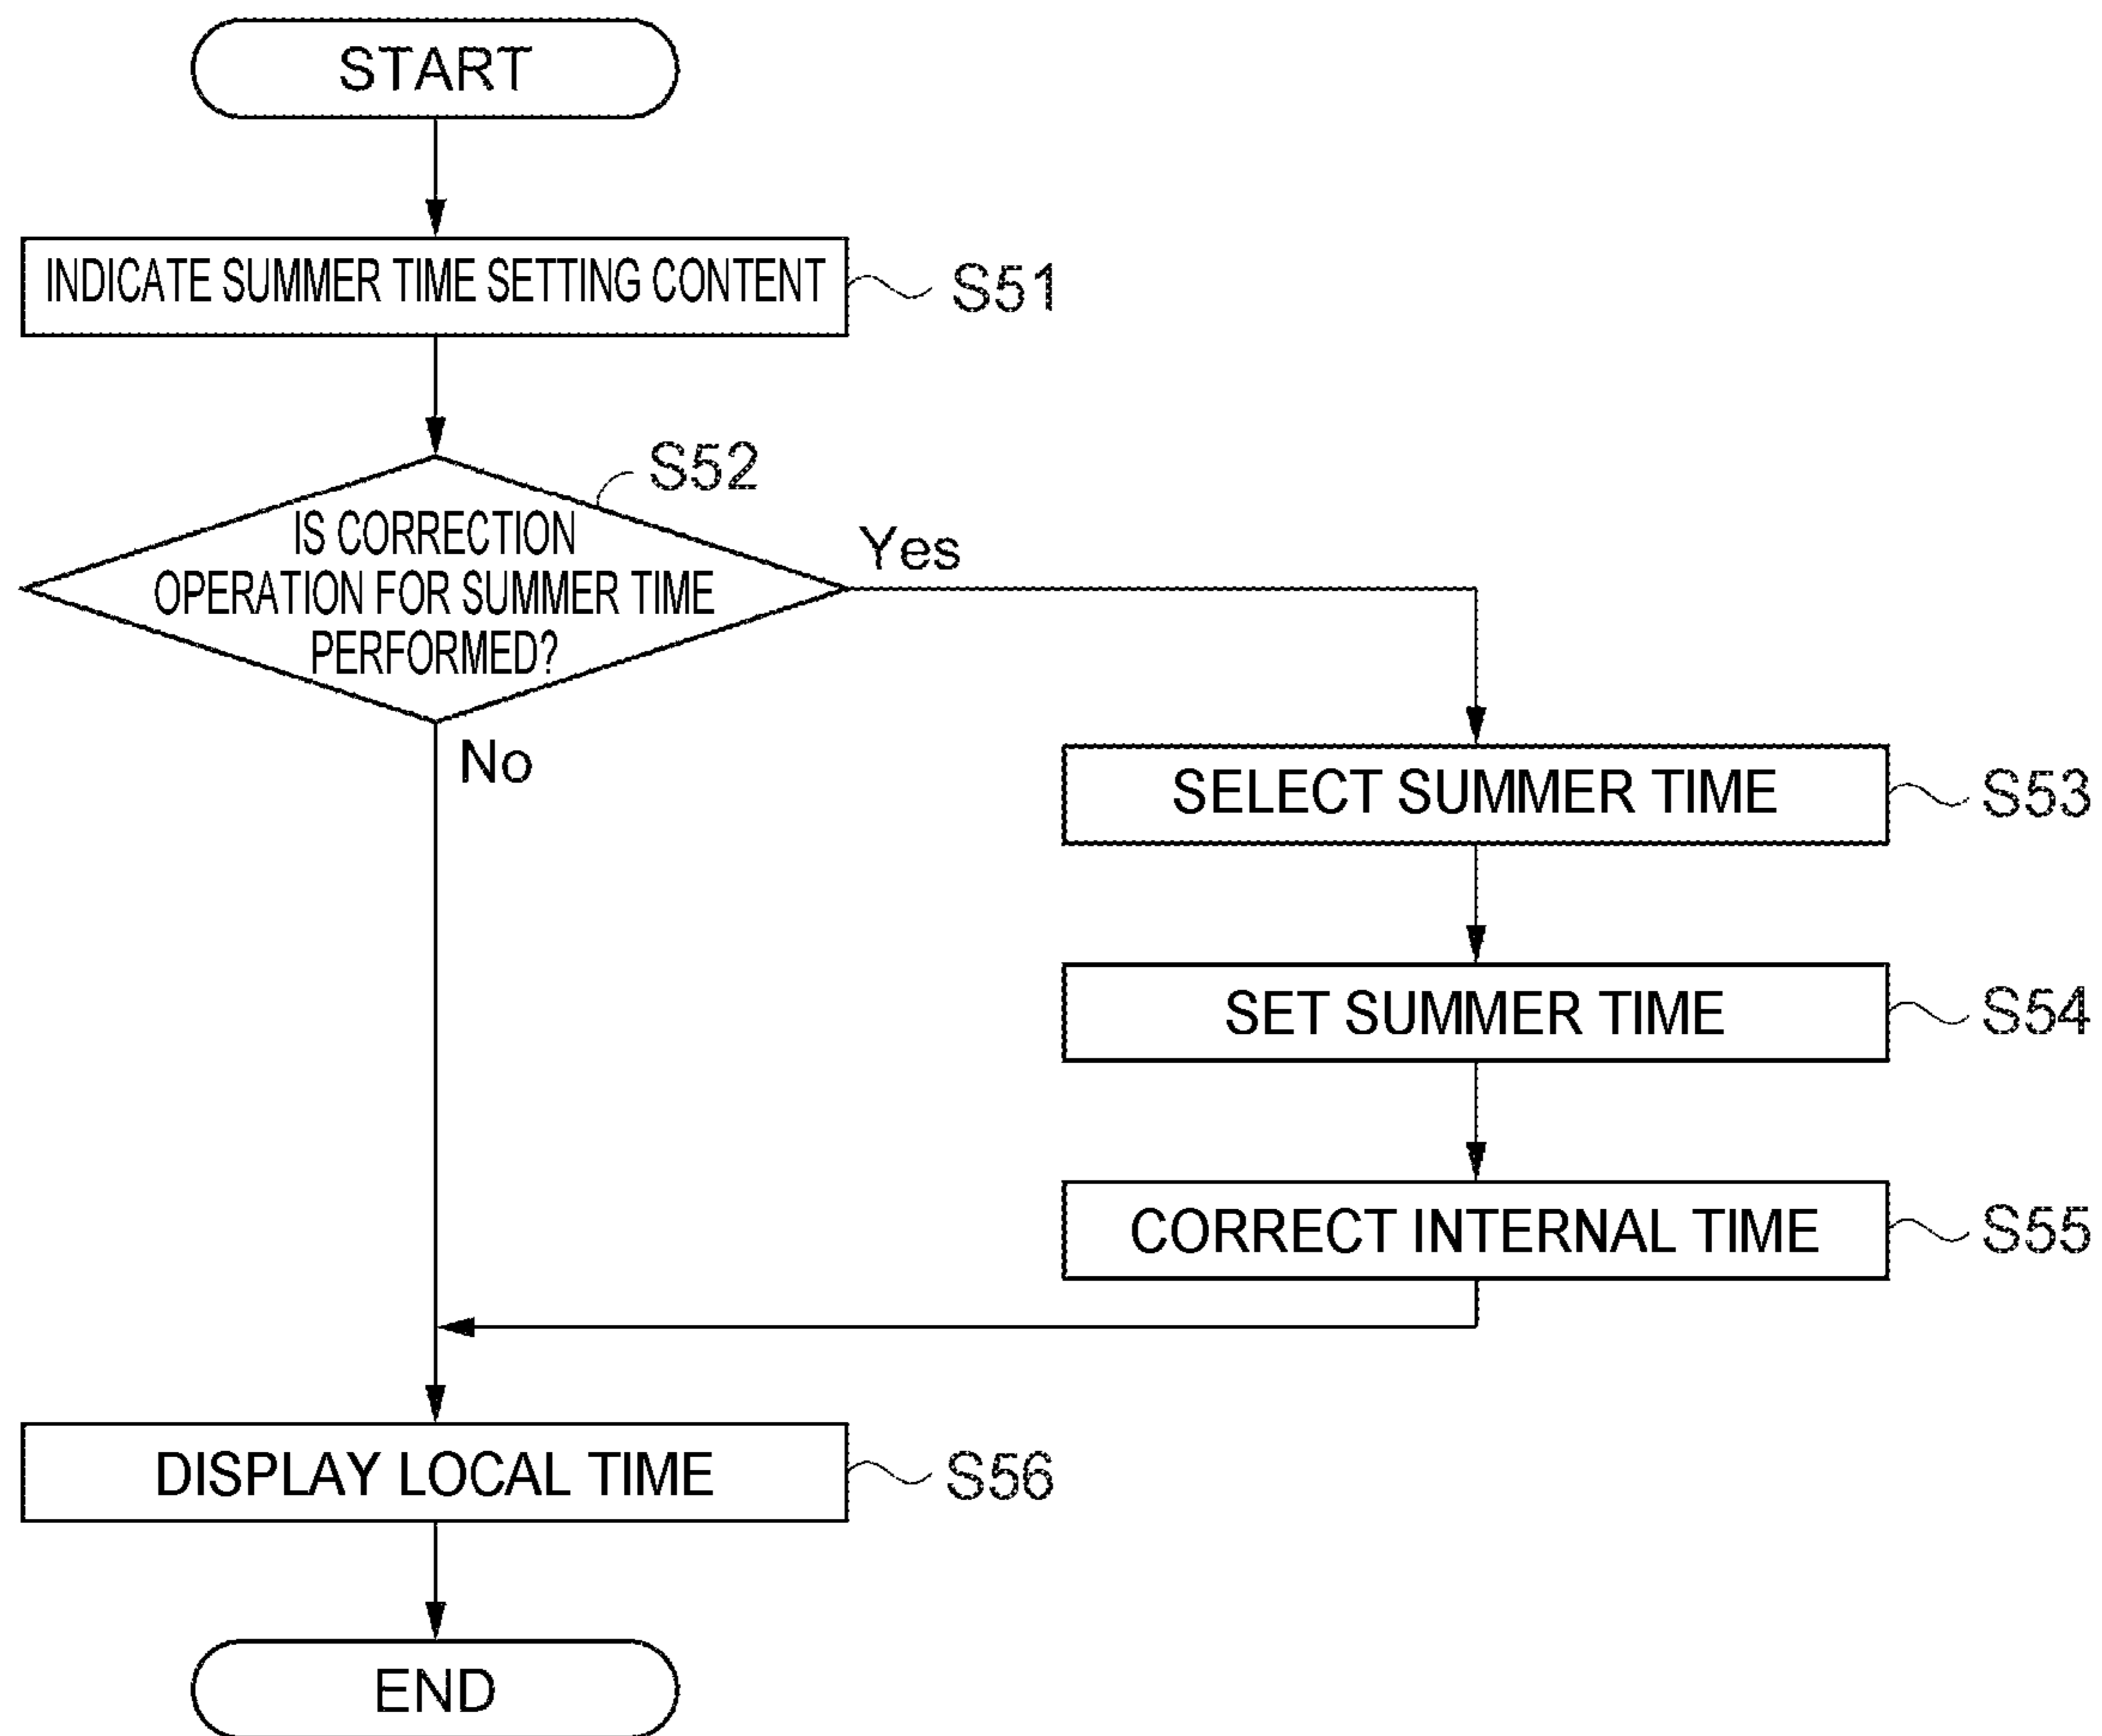 START
INDICATE SUMMER TIME SETTING CONTENT
S51
S52
IS CORRECTION
OPERATION FOR SUMMER TIME
PERFORMED?
Yes
No
SELECT SUMMER TIME
S53
SET SUMMER TIME
S54
CORRECT INTERNAL TIME
S55
DISPLAY LOCAL TIME
S56
END